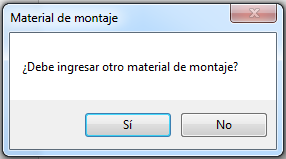 Material de montaje
¿Debe ingresar otro material de montaje?
Sí
No